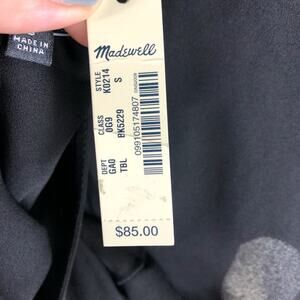 MADE IN
CHINA
Madewell
STYLE
K0214
S
CLASS
0G9
BK5229
DEPT
GA0
TBL
099105174807
$85.00